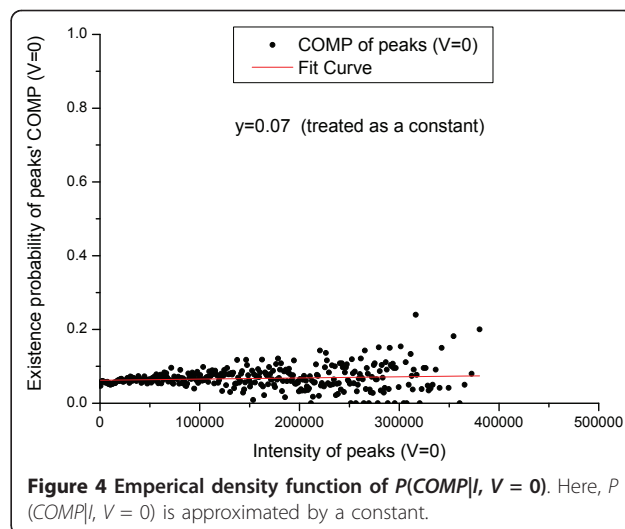 COMP of peaks (V=0)
Fit Curve
y=0.07 (treated as a constant)
Existence probability of peaks' COMP (V=0)
1.0
0.8
0.6
0.4
0.2
0.0
0
100000
200000
300000
400000
500000
Intensity of peaks (V=0)
Figure 4 Emperical density function of P(COMP|I, V = 0). Here, P
(COMP|I, V = 0) is approximated by a constant.